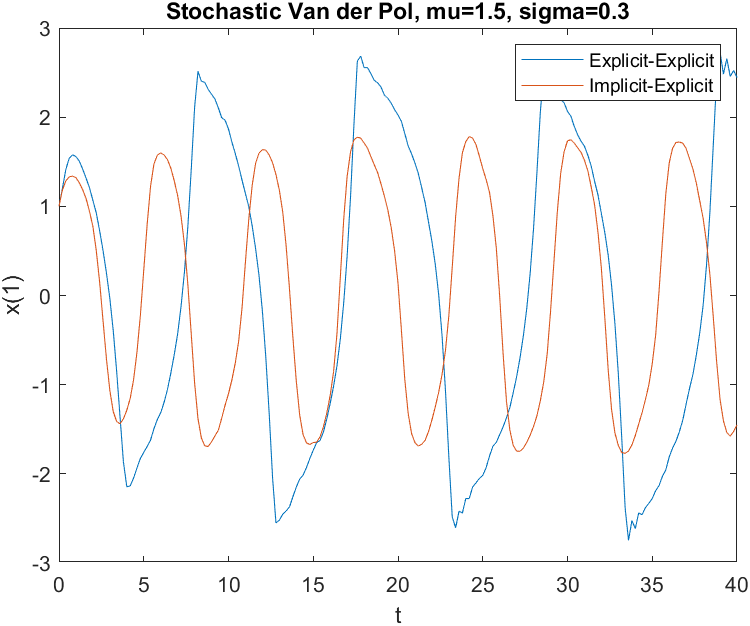 Stochastic Van der Pol, mu=1.5, sigma=0.3
3
2
1
0
-1
-2
-3
x(1)
Explicit-Explicit
Implicit-Explicit
0 5 10 15 20 25 30 35 40
t